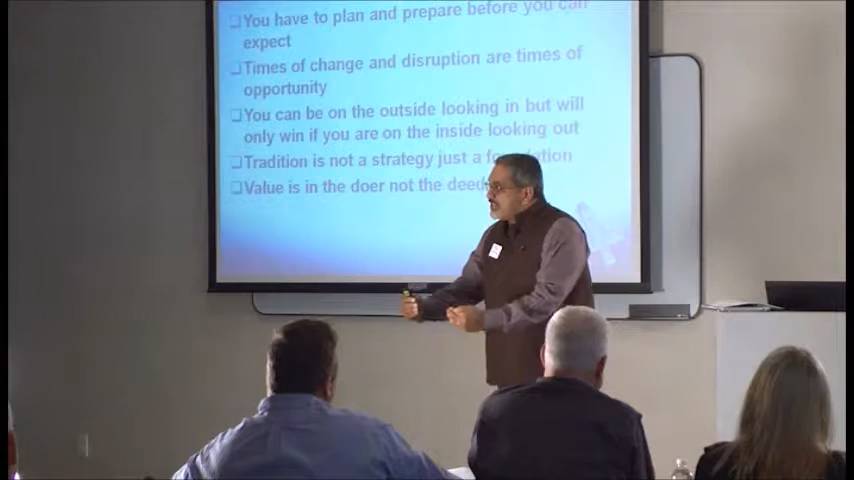 ❑You have to plan and prepare before you can
expect
❑Times of change and disruption are times of
opportunity
❑You can be on the outside looking in but will
only win if you are on the inside looking out
❑Tradition is not a strategy just a foundation
❑Value is in the doer not the deed